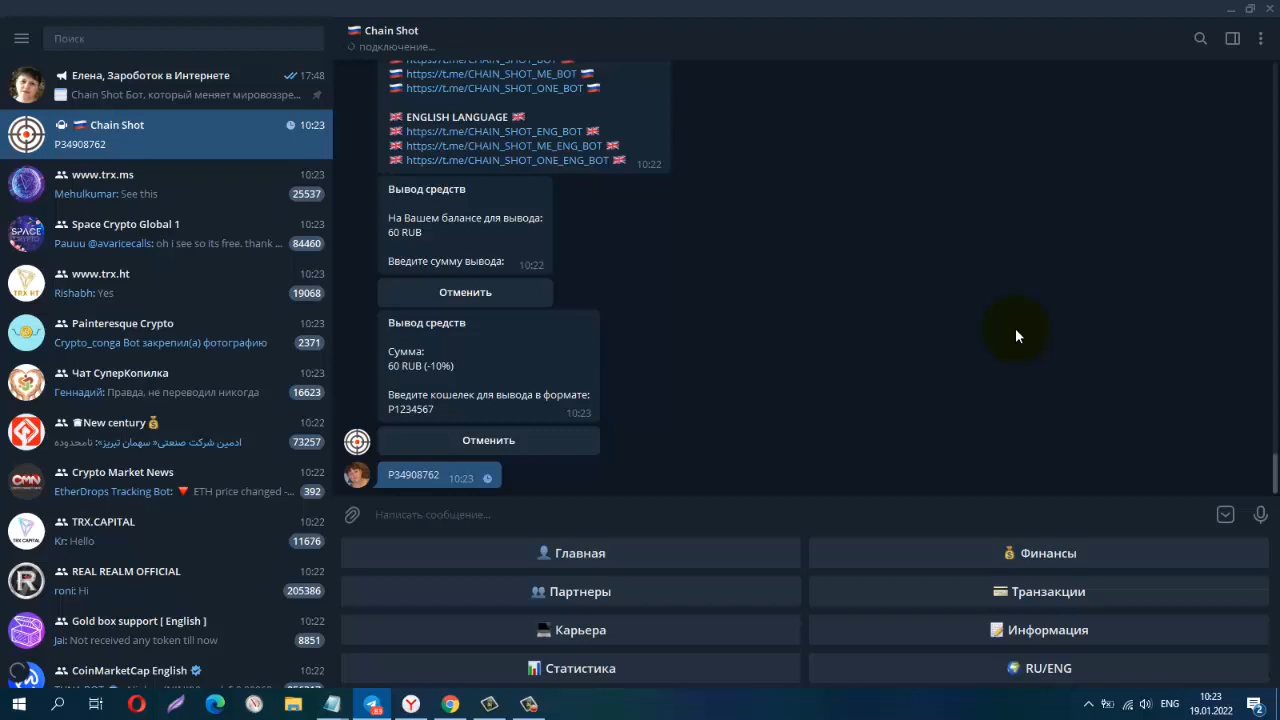 Поиск
Елена, Зароботок в Интернете
17:48
Chain Shot Бот, который меняет мировоззре...
Chain Shot
10:23
P34908762
www.trx.ms
10:23
Mehulkumar: See this
25537
Space Crypto Global 1
10:23
Pauuu @avaricecalls: oh i see so its free. thank ...
84460
www.trx.ht
10:23
Rishabh: Yes
19068
Painteresque Crypto
10:23
Crypto_conga Bot закрепил(а) фотографию
2371
Чат СуперКопилка
10:23
Геннадий: Правда, не переводил никогда
16623
New century
10:23
ادمین شرکت صنعتی« سهمان تبریز»: نامحدوده
73257
Crypto Market News
10:22
EtherDrops Tracking Bot: 🔻 ETH price changed -...
392
TRX.CAPITAL
10:22
Kr: Hello
11676
REAL REALM OFFICIAL
10:22
roni: Hi
205386
Gold box support [ English ]
10:22
Jai: Not received any token till now
8851
CoinMarketCap English
10:22
Chain Shot
подключение...
https://t.me/CHAIN_SHOT_ME_BOT
https://t.me/CHAIN_SHOT_ONE_BOT
ENGLISH LANGUAGE
https://t.me/CHAIN_SHOT_ENG_BOT
https://t.me/CHAIN_SHOT_ME_ENG_BOT
https://t.me/CHAIN_SHOT_ONE_ENG_BOT
10:22
Вывод средств
На Вашем балансе для вывода:
60 RUB
Введите сумму вывода:
10:22
Отменить
Вывод средств
Сумма:
60 RUB (-10%)
Введите кошелек для вывода в формате:
P1234567
10:23
Отменить
P34908762
10:23
Написать сообщение...
Главная
Финансы
Партнеры
Транзакции
Карьера
Информация
Статистика
RU/ENG
ENG
10:23
19.01.2022
2